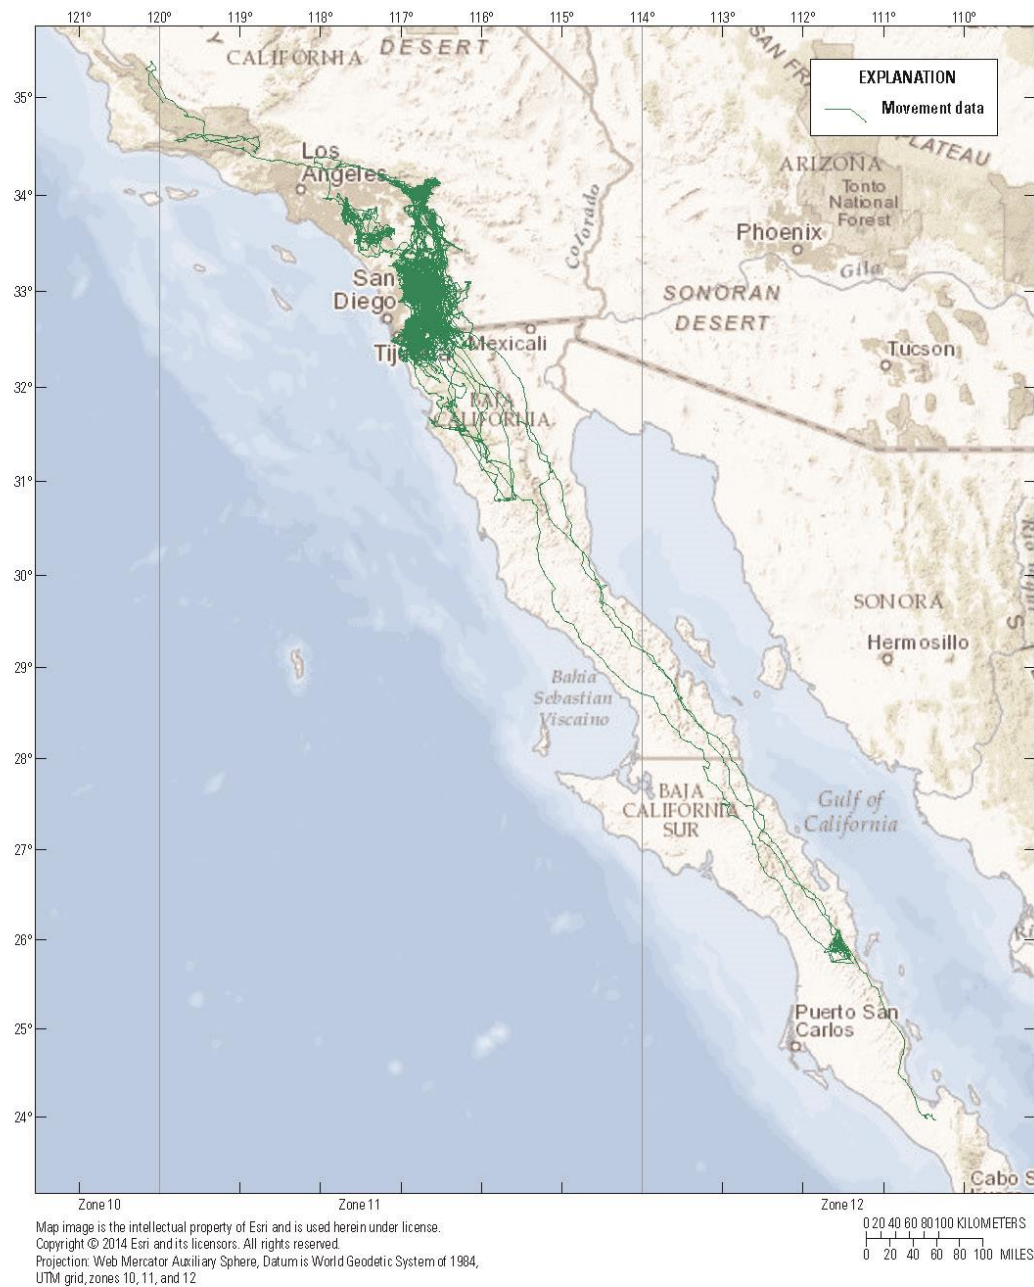 121° 120° 119° 118° 117° 116° 115° 114° 113° 112° 111° 110°
Y
CALIFORNIA
DESERT
SAN FR
EXPLANATION
Movement data
35°
PLATEAU
Los
Angeles
ARIZONA
Tonto
National
Forest
34°
Colorado
Phoenix
Gila
San
Diego
33°
SONORAN
DESERT
Mexicali
Tucson
32°
BAJA
CALIFORNIA
31°
30°
SONORA
S
Hermosillo
29°
Bahia
Sebastian
Viscaino
28°
BAJA
CALIFORNIA
SUR
Gulf of
California
27°
26°
Ri
Puerto San
Carlos
25°
24°
Cabo S
Zone 10 Zone 11 Zone 12
Map image is the intellectual property of Esri and is used herein under license.
Copyright © 2014 Esri and its licensors. All rights reserved.
Projection: Web Mercator Auxiliary Sphere, Datum is World Geodetic System of 1984,
UTM grid, zones 10, 11, and 12
0 20 40 60 80 100 KILOMETERS
0 20 40 60 80 100 MILES